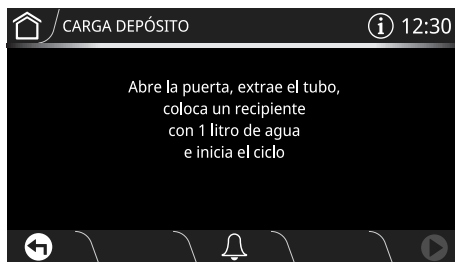 CARGA DEPÓSITO
i 12:30
Abre la puerta, extrae el tubo,
coloca un recipiente
con 1 litro de agua
e inicia el ciclo